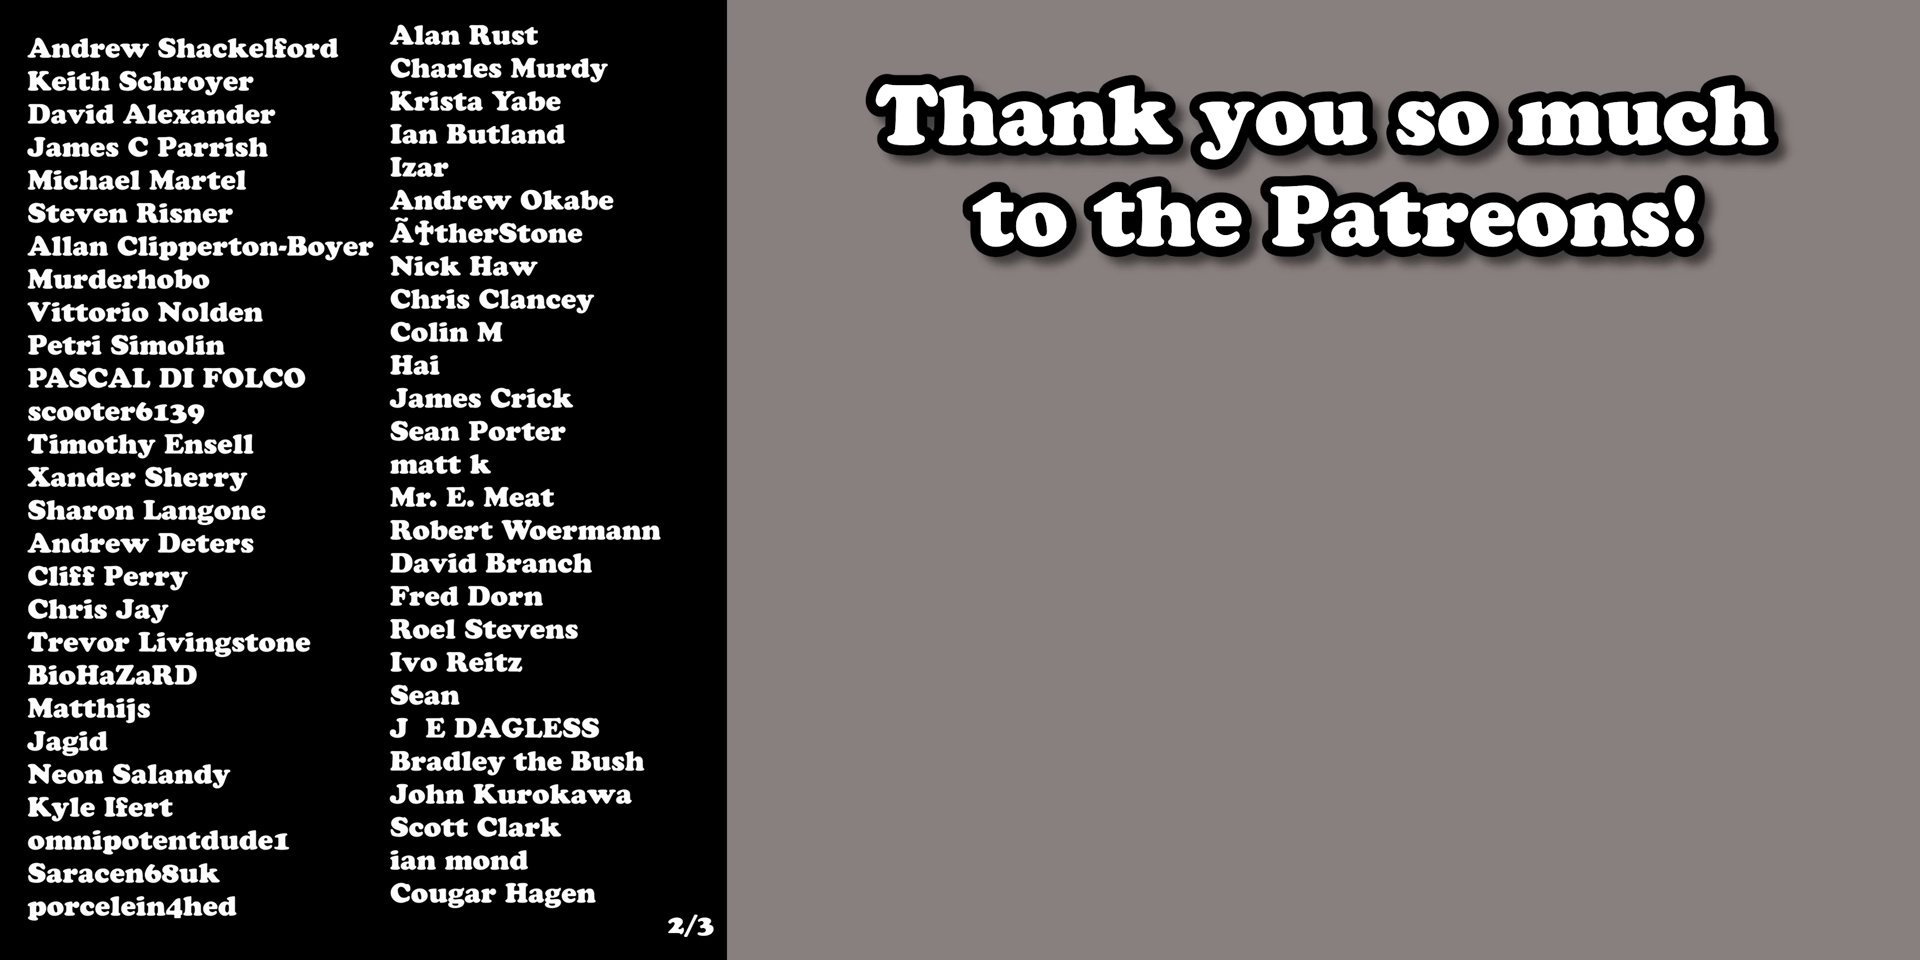 Andrew Shackelford
Keith Schroyer
David Alexander
James C Parrish
Michael Martel
Steven Risner
Allan Clipperton-Boyer
Murderhobo
Vittorio Nolden
Petri Simolin
PASCAL DI FOLCO
scooter6139
Timothy Ensell
Xander Sherry
Sharon Langone
Andrew Deters
Cliff Perry
Chris Jay
Trevor Livingstone
BioHaZaRD
Matthijs
Jagid
Neon Salandy
Kyle Ifert
omnipotentdude1
Saracen68uk
porcelein4hed
Alan Rust
Charles Murdy
Krista Yabe
Ian Butland
Izar
Andrew Okabe
Ã†therStone
Nick Haw
Chris Clancey
Colin M
Hai
James Crick
Sean Porter
matt k
Mr. E. Meat
Robert Woermann
David Branch
Fred Dorn
Roel Stevens
Ivo Reitz
Sean
J  E DAGLESS
Bradley the Bush
John Kurokawa
Scott Clark
ian mond
Cougar Hagen
2/3
Thank you so much
to the Patreons!